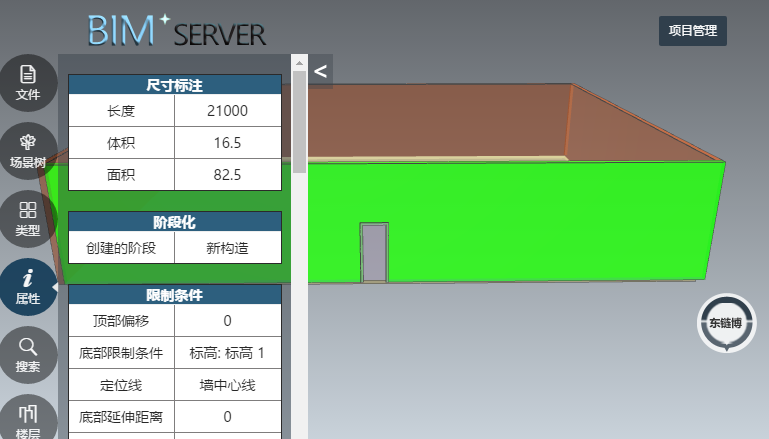 BIM SERVER
项目管理
文件
场景树
类型
属性
搜索
楼层
<
尺寸标注
长度 21000
体积 16.5
面积 82.5
阶段化
创建的阶段 新构造
限制条件
顶部偏移 0
底部限制条件 标高: 标高 1
定位线 墙中心线
底部延伸距离 0
东链博